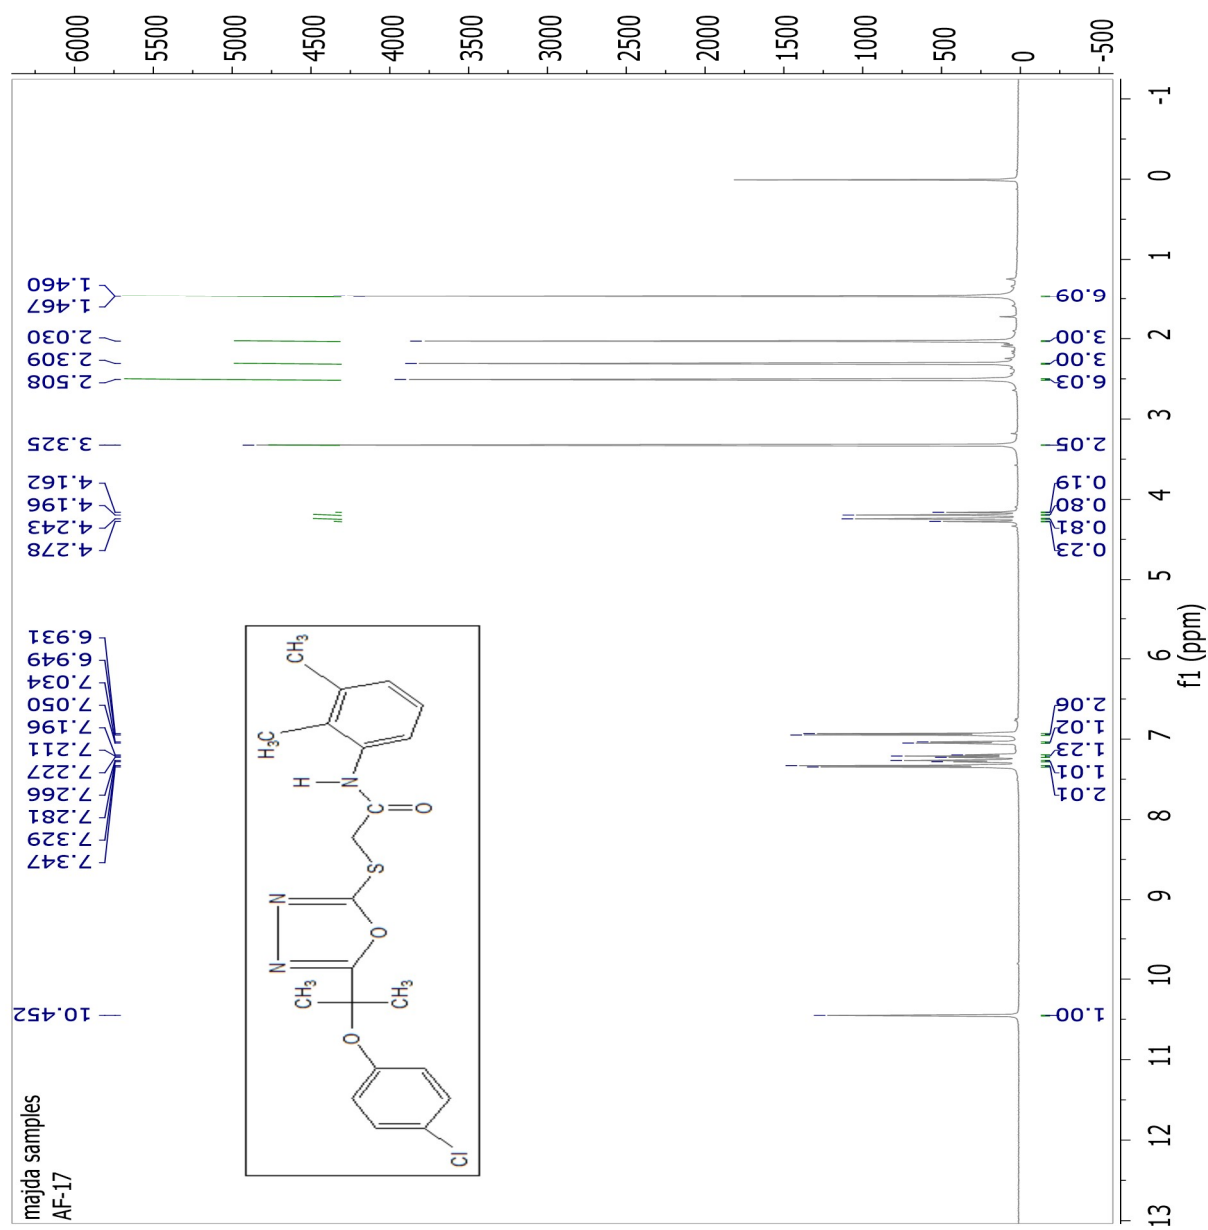 majda samples
AF-17
10.452
7.347
7.329
7.281
7.266
7.227
7.211
7.196
7.050
7.034
6.949
6.931
4.278
4.243
4.196
4.162
3.325
2.508
2.309
2.030
1.467
1.460
Cl
O
CH3
CH3
N
N
O
S
C
O
H
N
H3C
CH3
1.00
2.01
1.01
1.23
1.02
2.06
0.23
0.81
0.80
0.19
2.05
6.03
3.00
3.00
6.09
6000
5500
5000
4500
4000
3500
3000
2500
2000
1500
1000
500
0
-500
13 12 11 10 9 8 7 6 5 4 3 2 1 0 -1
f1 (ppm)